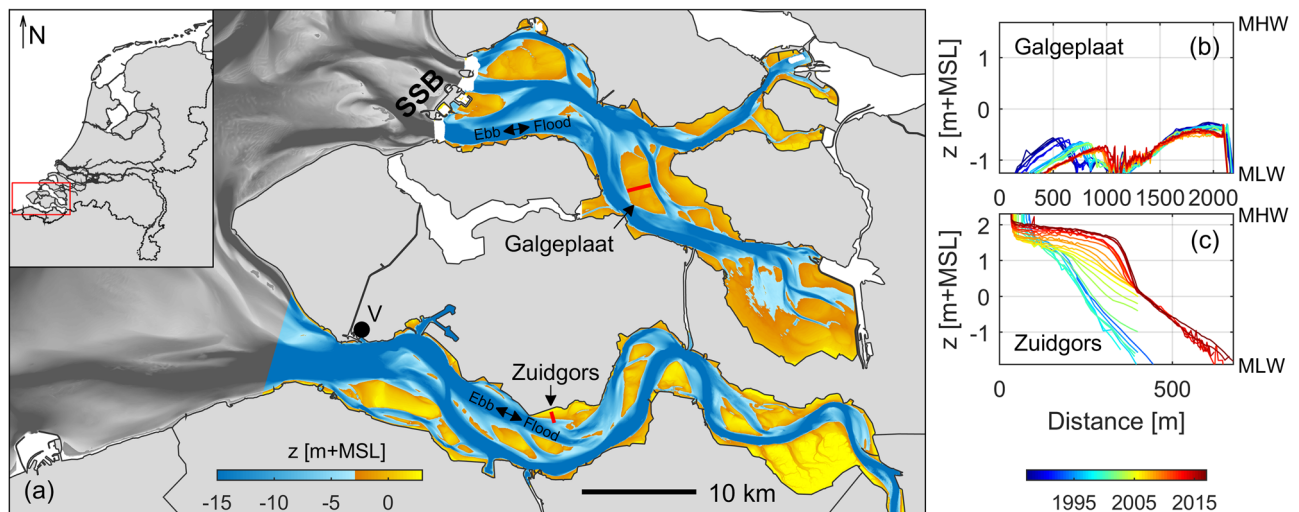 N
SSB
Ebb Flood
Galgeplaat
V
Zuidgors
Ebb Flood
z [m+MSL]
-15 -10 -5 0
(a)
10 km
MHW
Galgeplaat (b)
z [m+MSL]
1
0
-1
MLW
0 500 1000 1500 2000
MHW
(c)
z [m+MSL]
2
1
0
-1
Zuidgors
MLW
0 500
Distance [m]
1995 2005 2015